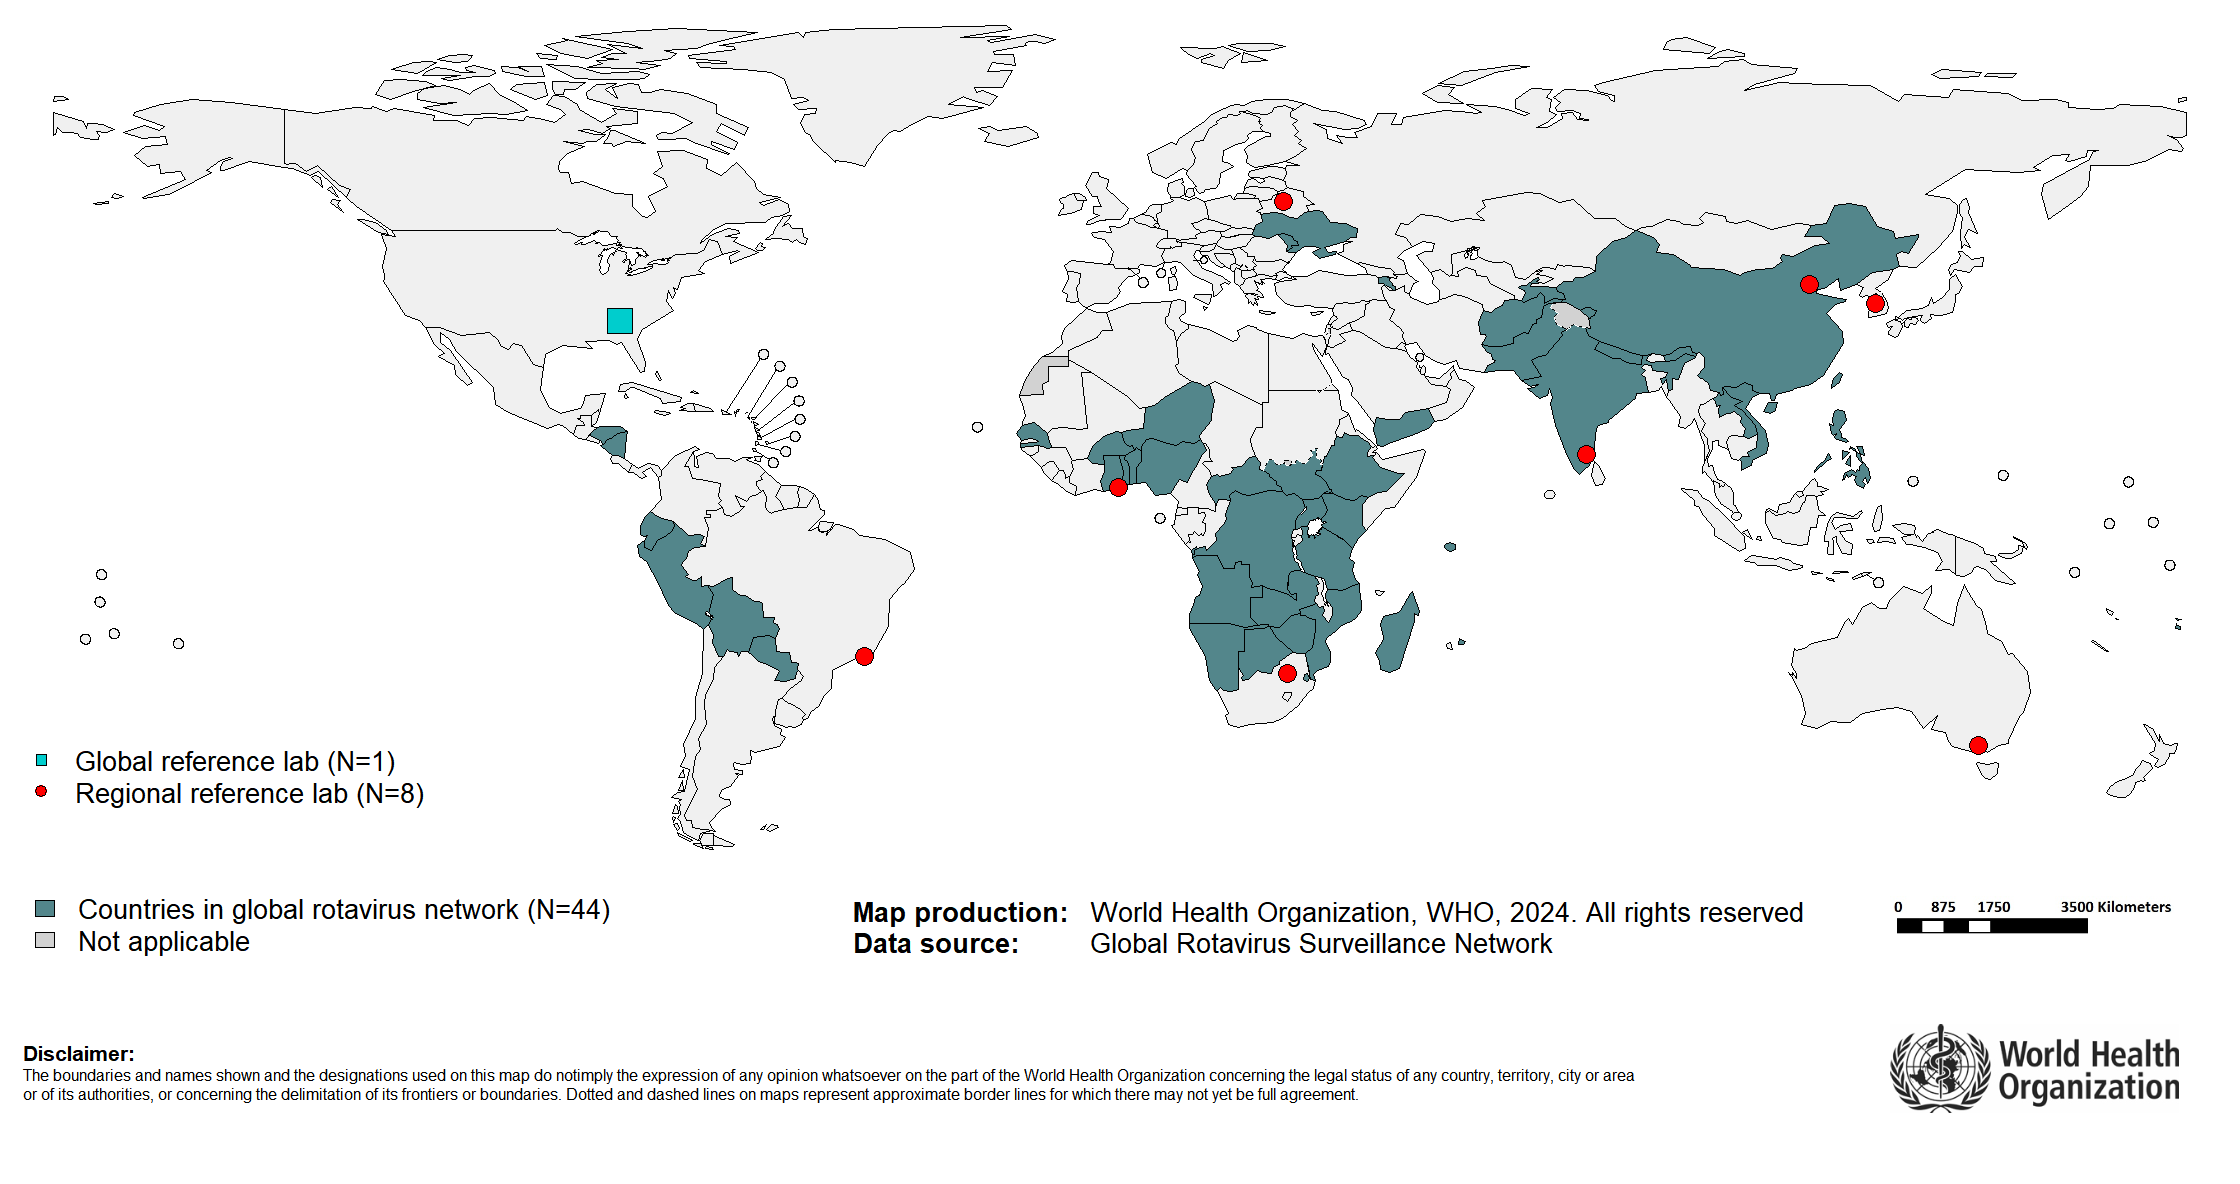 Global reference lab (N=1)
Regional reference lab (N=8)
Countries in global rotavirus network (N=44)
Not applicable
Map production: World Health Organization, WHO, 2024. All rights reserved
Data source: Global Rotavirus Surveillance Network
0 875 1750 3500 Kilometers
Disclaimer:
The boundaries and names shown and the designations used on this map do notimply the expression of any opinion whatsoever on the part of the World Health Organization concerning the legal status of any country, territory, city or area
or of its authorities, or concerning the delimitation of its frontiers or boundaries. Dotted and dashed lines on maps represent approximate border lines for which there may not yet be full agreement.
World Health
Organization